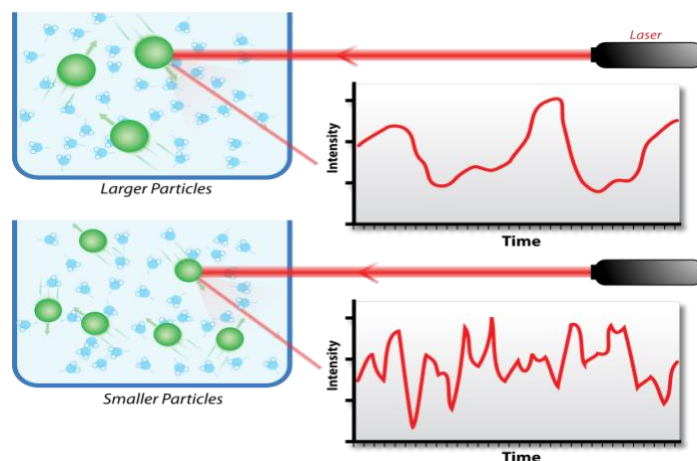 Laser
Intensity
Larger Particles
Time
Intensity
Smaller Particles
Time